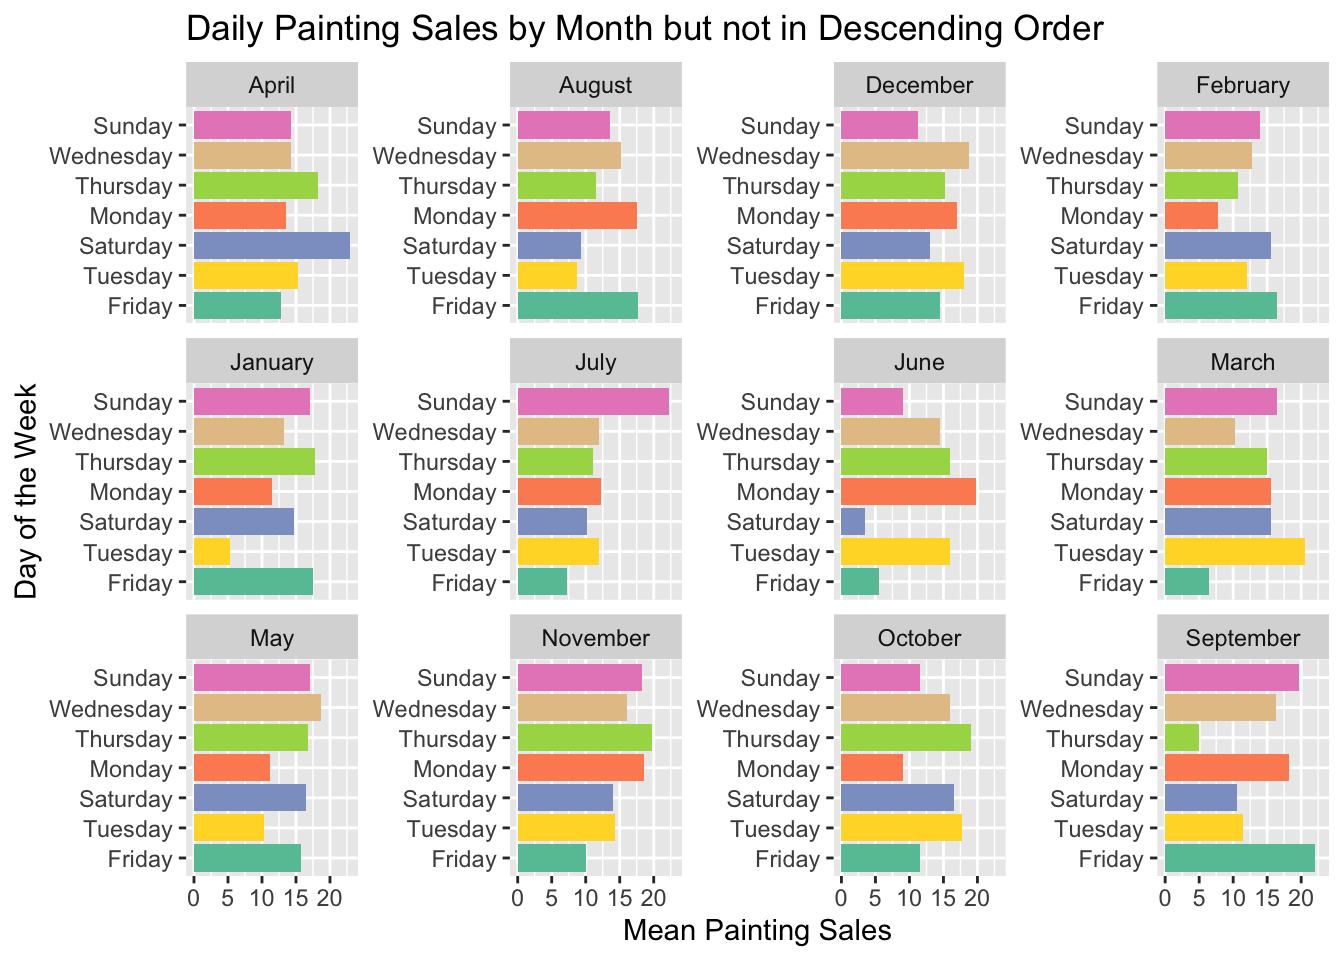 Daily Painting Sales by Month but not in Descending Order
April
August
December
February
Sunday
Wednesday
Thursday
Monday
Saturday
Tuesday
Friday
Sunday
Wednesday
Thursday
Monday
Saturday
Tuesday
Friday
Sunday
Wednesday
Thursday
Monday
Saturday
Tuesday
Friday
Sunday
Wednesday
Thursday
Monday
Saturday
Tuesday
Friday
January
July
June
March
Sunday
Wednesday
Thursday
Monday
Saturday
Tuesday
Friday
Sunday
Wednesday
Thursday
Monday
Saturday
Tuesday
Friday
Sunday
Wednesday
Thursday
Monday
Saturday
Tuesday
Friday
Sunday
Wednesday
Thursday
Monday
Saturday
Tuesday
Friday
May
November
October
September
Sunday
Wednesday
Thursday
Monday
Saturday
Tuesday
Friday
Sunday
Wednesday
Thursday
Monday
Saturday
Tuesday
Friday
Sunday
Wednesday
Thursday
Monday
Saturday
Tuesday
Friday
Sunday
Wednesday
Thursday
Monday
Saturday
Tuesday
Friday
0 5 10 15 20
0 5 10 15 20
0 5 10 15 20
0 5 10 15 20
Mean Painting Sales
Day of the Week